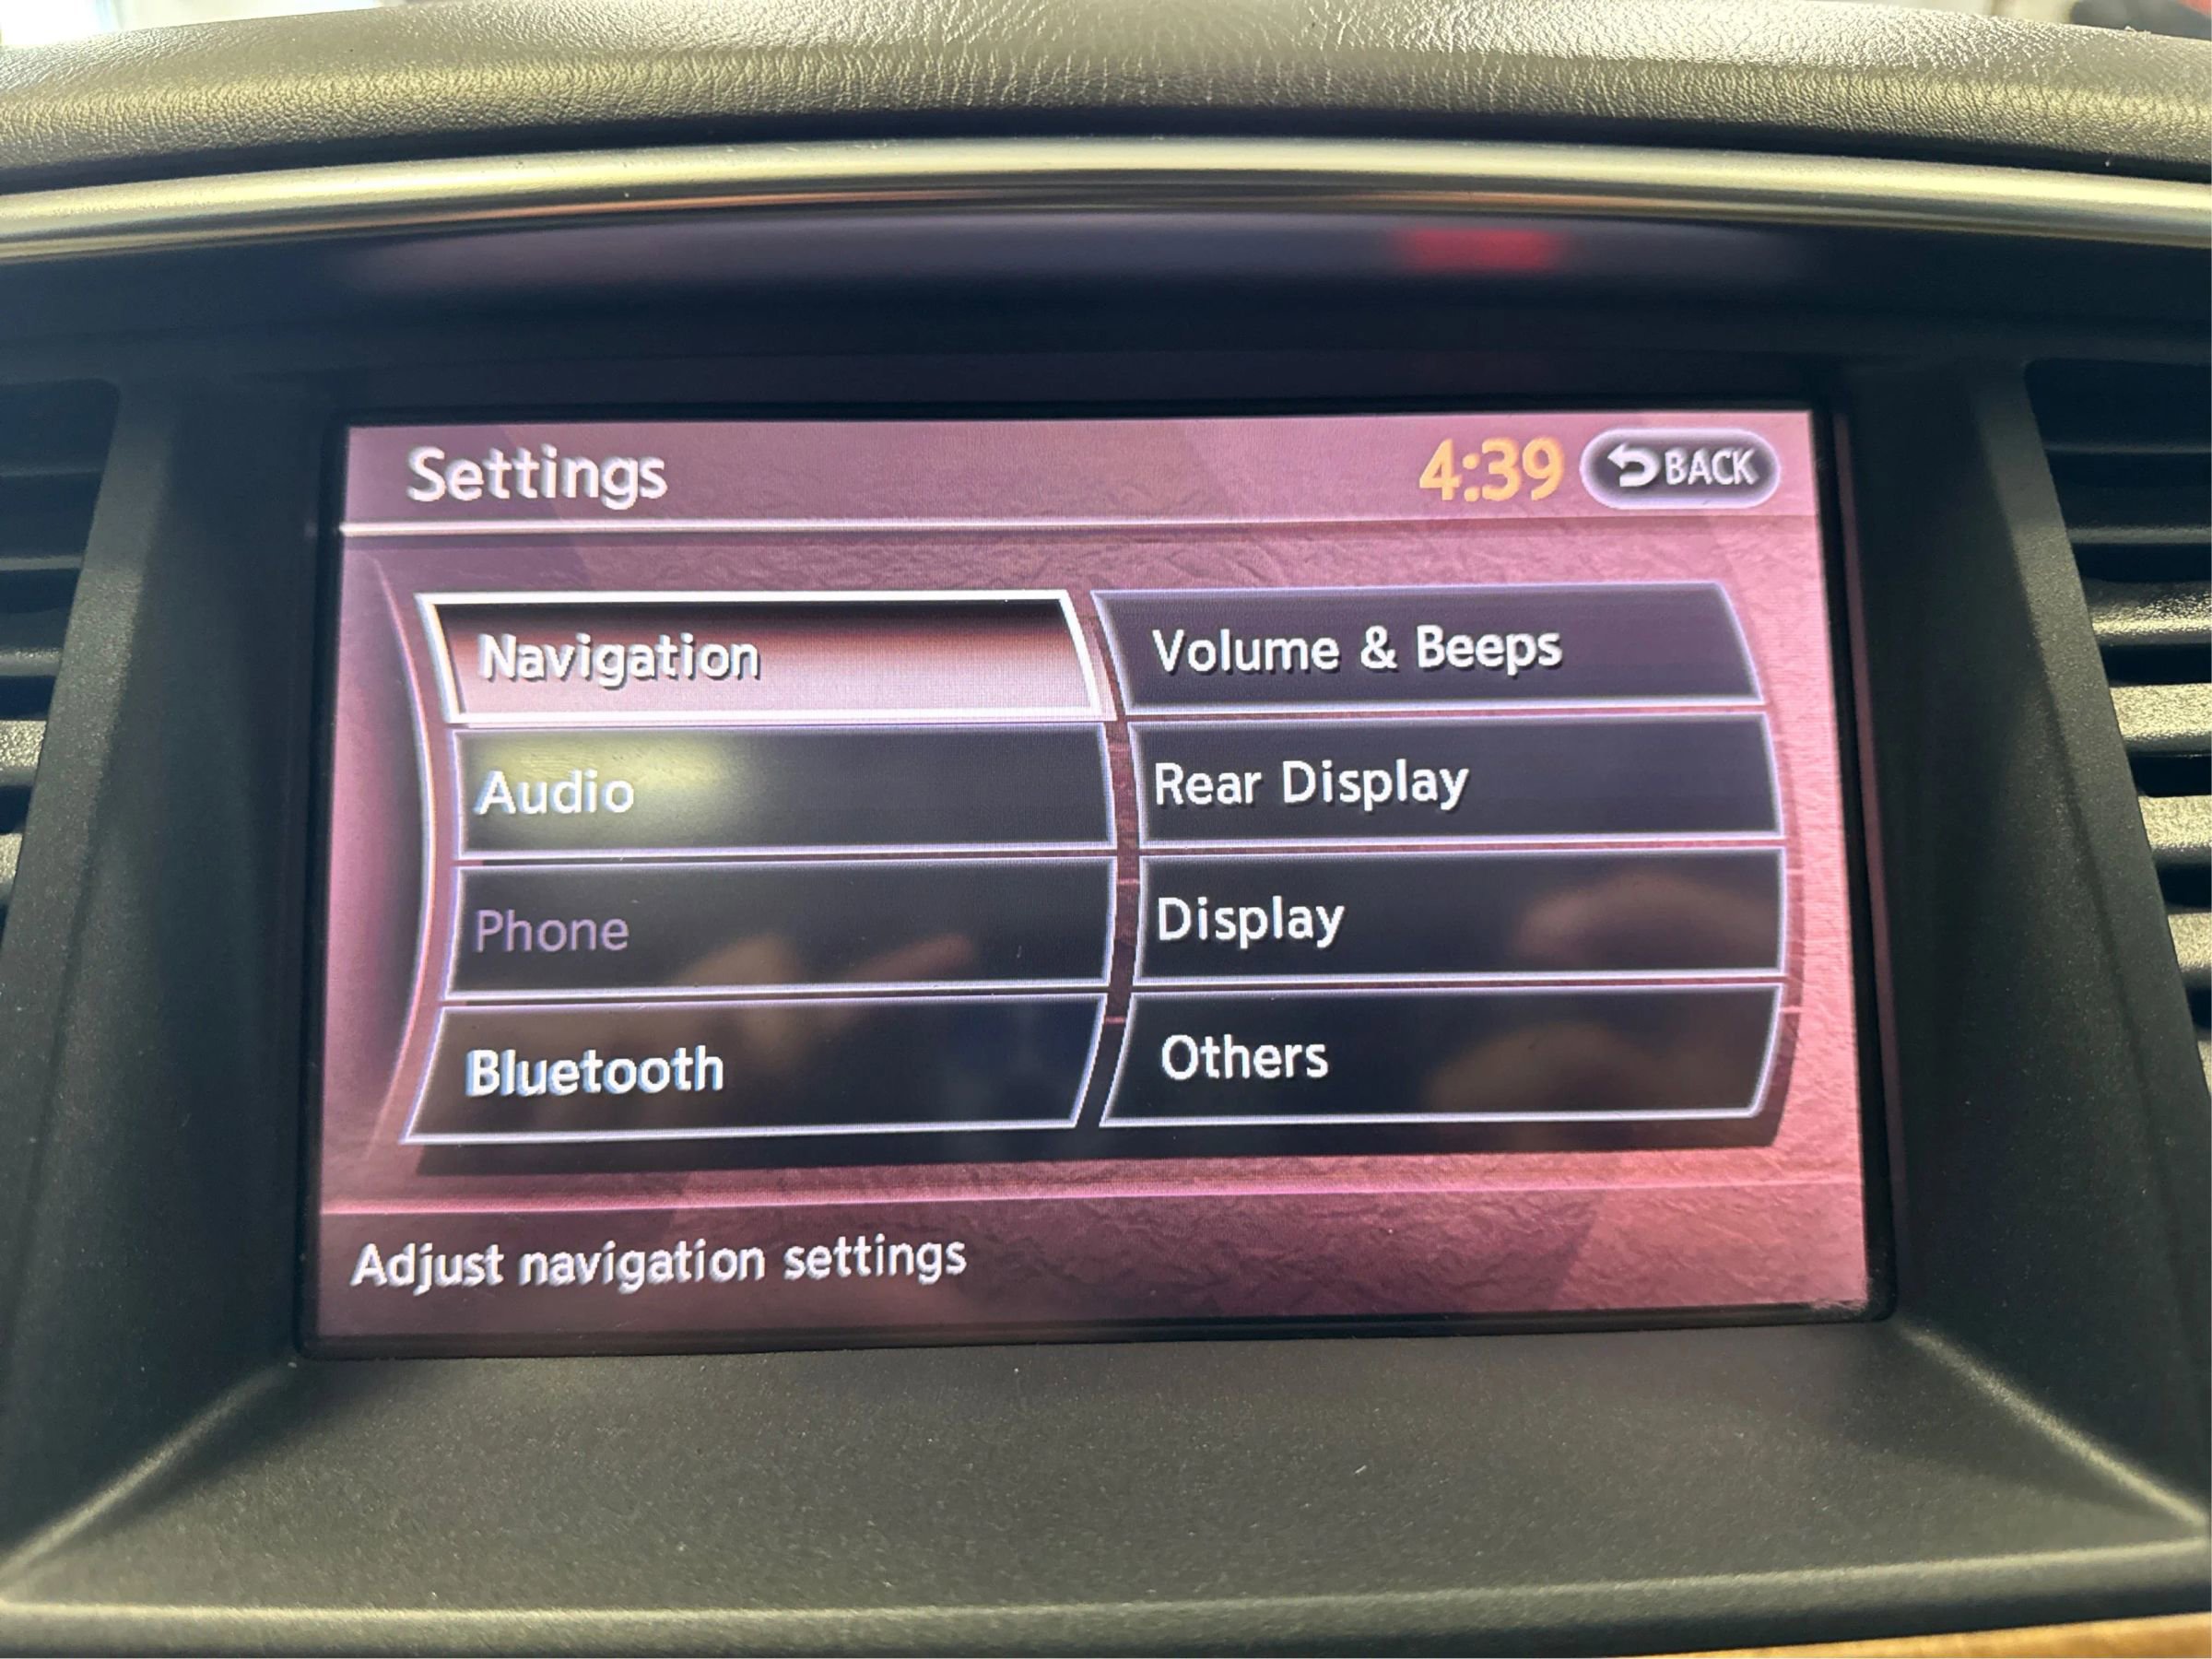 Settings
4:39
BACK
Navigation
Volume & Beeps
Audio
Rear Display
Phone
Display
Bluetooth
Others
Adjust navigation settings